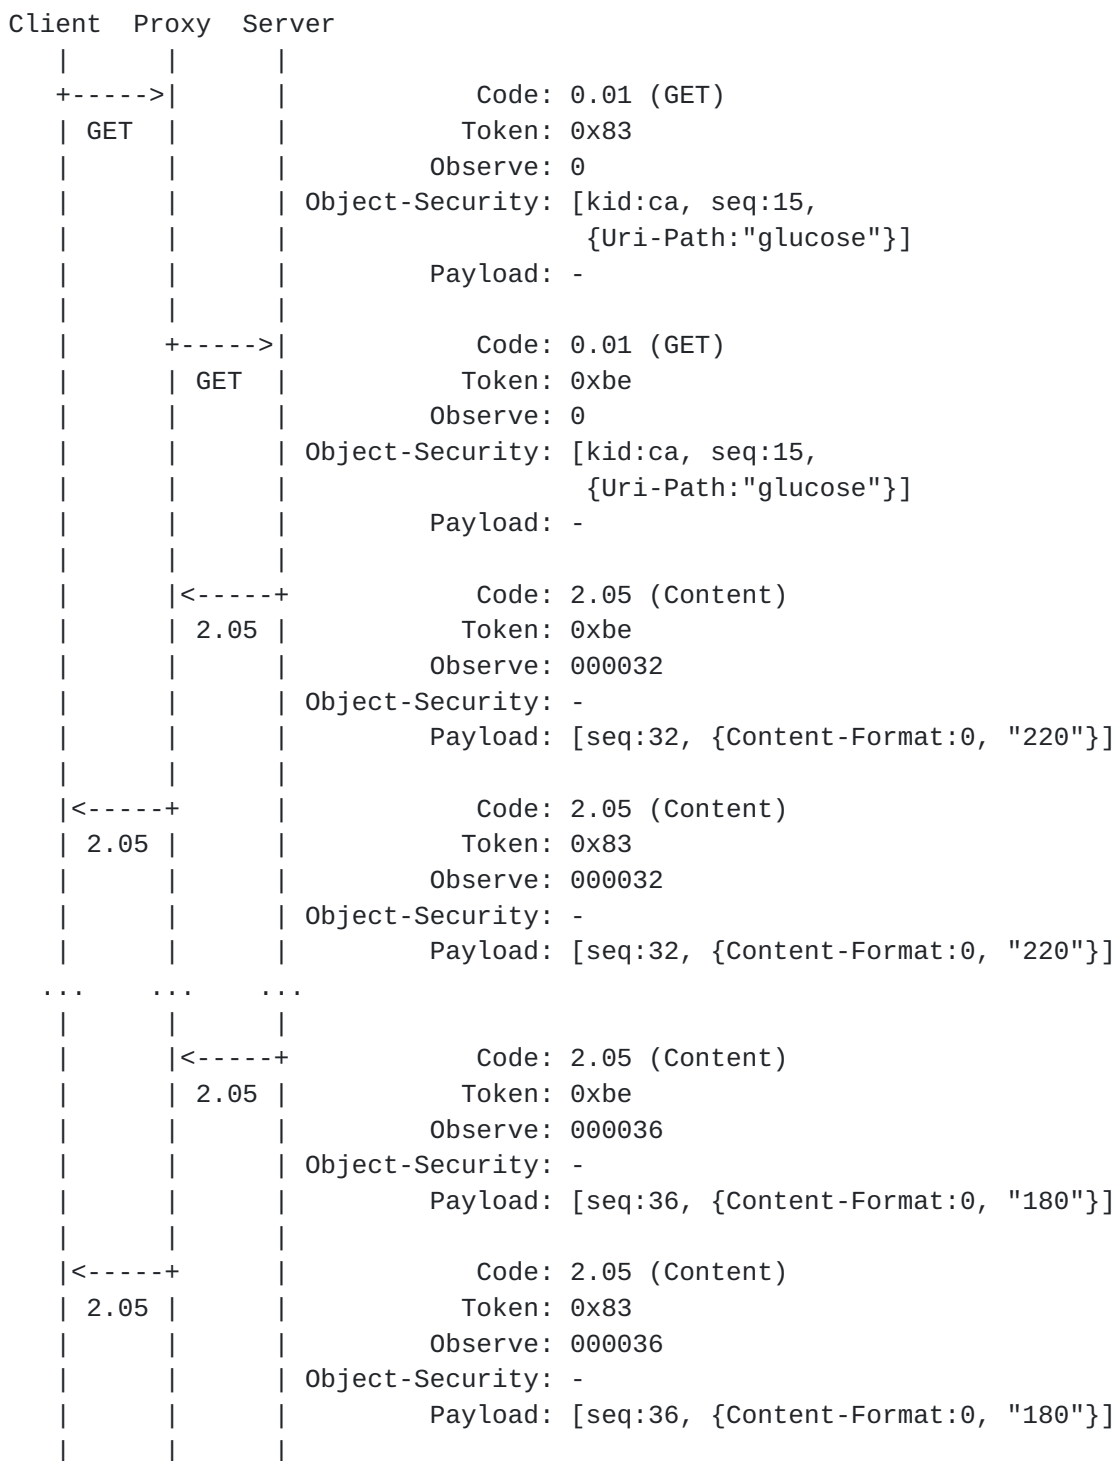 Client  Proxy  Server
   |      |      |
   +----->|      |            Code: 0.01 (GET)
   | GET  |      |           Token: 0x83
   |      |      |         Observe: 0
   |      |      | Object-Security: [kid:ca, seq:15,
   |      |      |                   {Uri-Path:"glucose"}]
   |      |      |         Payload: -
   |      |      |
   |      +----->|            Code: 0.01 (GET)
   |      | GET  |           Token: 0xbe
   |      |      |         Observe: 0
   |      |      | Object-Security: [kid:ca, seq:15,
   |      |      |                   {Uri-Path:"glucose"}]
   |      |      |         Payload: -
   |      |      |
   |      |<-----+            Code: 2.05 (Content)
   |      | 2.05 |           Token: 0xbe
   |      |      |         Observe: 000032
   |      |      | Object-Security: -
   |      |      |         Payload: [seq:32, {Content-Format:0, "220"}]
   |      |      |
   |<-----+      |            Code: 2.05 (Content)
   | 2.05 |      |           Token: 0x83
   |      |      |         Observe: 000032
   |      |      | Object-Security: -
   |      |      |         Payload: [seq:32, {Content-Format:0, "220"}]
  ...    ...    ...
   |      |      |
   |      |<-----+            Code: 2.05 (Content)
   |      | 2.05 |           Token: 0xbe
   |      |      |         Observe: 000036
   |      |      | Object-Security: -
   |      |      |         Payload: [seq:36, {Content-Format:0, "180"}]
   |      |      |
   |<-----+      |            Code: 2.05 (Content)
   | 2.05 |      |           Token: 0x83
   |      |      |         Observe: 000036
   |      |      | Object-Security: -
   |      |      |         Payload: [seq:36, {Content-Format:0, "180"}]
   |      |      |